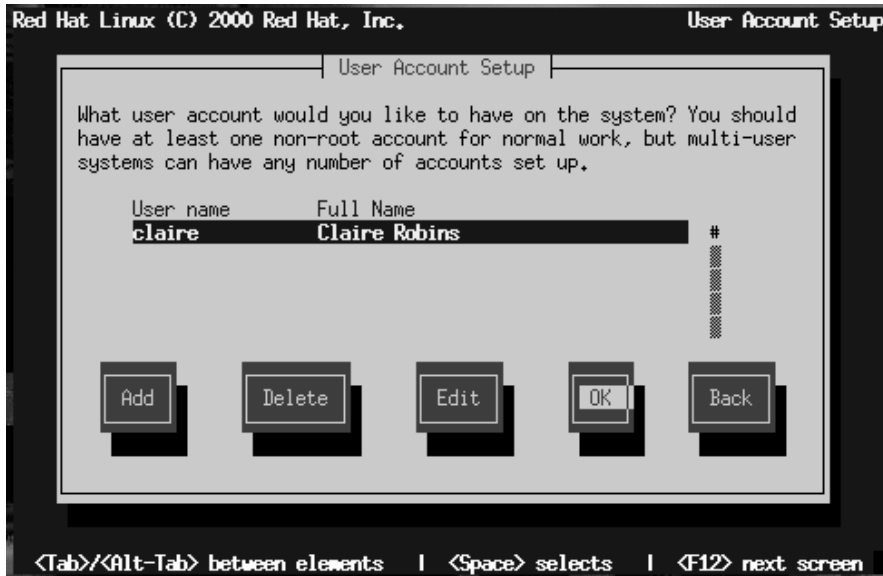 Red Hat Linux (C) 2000 Red Hat, Inc. User Account Setup
User Account Setup
What user account would you like to have on the system? You should
have at least one non-root account for normal work, but multi-user
systems can have any number of accounts set up.
User name Full Name
claire Claire Robins #
Add Delete Edit OK Back
<Tab>/<Alt-Tab> between elements | <Space> selects | <F12> next screen